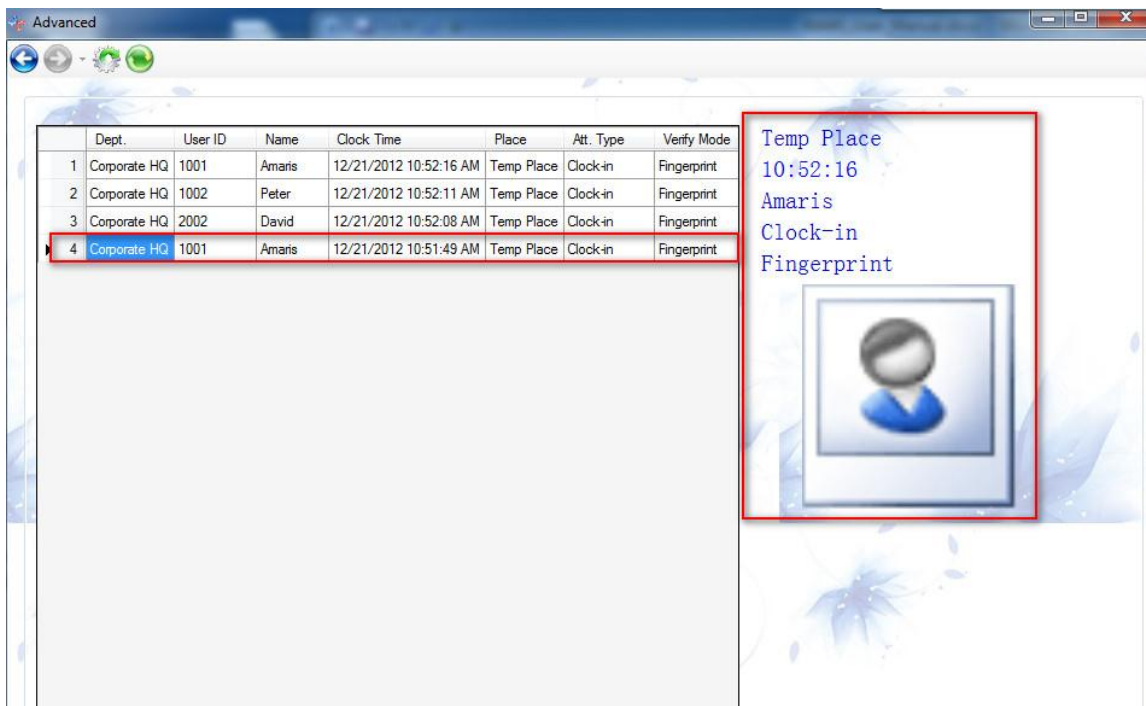 Advanced
Dept. User ID Name Clock Time Place Att. Type Verify Mode
1 Corporate HQ 1001 Amaris 12/21/2012 10:52:16 AM Temp Place Clock-in Fingerprint
2 Corporate HQ 1002 Peter 12/21/2012 10:52:11 AM Temp Place Clock-in Fingerprint
3 Corporate HQ 2002 David 12/21/2012 10:52:08 AM Temp Place Clock-in Fingerprint
4 Corporate HQ 1001 Amaris 12/21/2012 10:51:49 AM Temp Place Clock-in Fingerprint
Temp Place
10:52:16
Amaris
Clock-in
Fingerprint